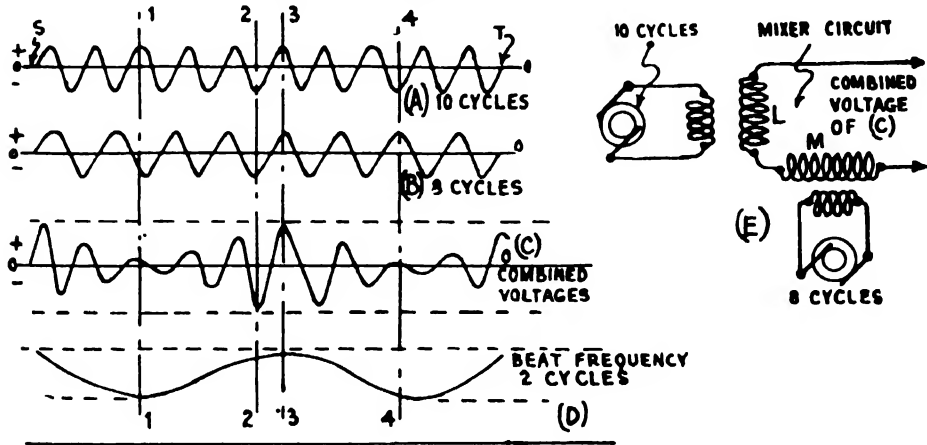 1 2 3 4
S T
+
0 0
-
(A) 10 CYCLES
+
0 0
-
(B) 8 CYCLES
+
0 0 (C)
-
COMBINED
VOLTAGES
BEAT FREQUENCY
2 CYCLES
1 2 3 4
(D)
10 CYCLES
MIXER CIRCUIT
COMBINED
VOLTAGE
OF (C)
L
M
(E)
8 CYCLES